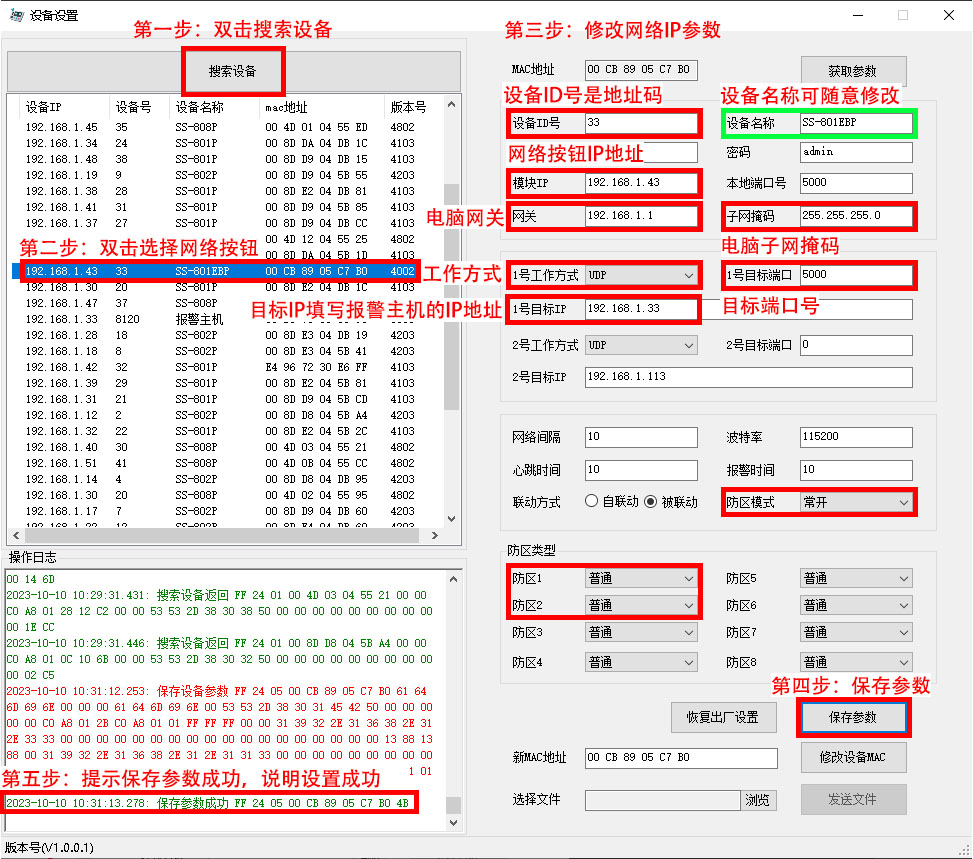 设备设置
第一步：双击搜索设备
搜索设备
设备IP 设备号 设备名称 mac地址 版本号
192.168.1.45 35 SS-808P 00 4D 01 04 55 ED 4802
192.168.1.34 24 SS-801P 00 8D DA 04 DB 1C 4103
192.168.1.48 38 SS-801P 00 8D D9 04 DB 15 4103
192.168.1.19 9 SS-802P 00 8D D9 04 5B 55 4203
192.168.1.38 28 SS-801P 00 8D E2 04 DB 81 4103
192.168.1.41 31 SS-801P 00 8D D9 04 5B 85 4103
192.168.1.37 27 SS-801P 00 8D D9 04 DB CC 4103
第二步：双击选择网络按钮
4D 12 04 55 25 4802
192.168.1.43 33 SS-801EBP 00 CB 89 05 C7 B0 4002
192.168.1.30 20 SS-801P 00 8D E2 04 DB 1C 4103
192.168.1.47 37 SS-808P
192.168.1.33 8120 报警主机
192.168.1.28 18 SS-802P 00 8D E3 04 DB 19 4203
192.168.1.18 8 SS-802P 00 8D E3 04 5B 41 4203
192.168.1.42 32 SS-801P E4 96 72 30 E6 FF 4103
192.168.1.39 29 SS-801P 00 8D E2 04 5B 81 4103
192.168.1.31 21 SS-801P 00 8D D9 04 5B CD 4103
192.168.1.12 2 SS-802P 00 8D D8 04 5B A4 4203
192.168.1.32 22 SS-801P 00 8D E2 04 5B 2C 4103
192.168.1.40 30 SS-808P 00 4D 03 04 55 21 4802
192.168.1.51 41 SS-808P 00 4D 0B 04 55 CC 4802
192.168.1.14 4 SS-802P 00 8D D8 04 DB 95 4203
192.168.1.30 20 SS-808P 00 4D 02 04 55 95 4802
192.168.1.17 7 SS-802P 00 8D D9 04 DB 60 4203
操作日志
00 14 6D
2023-10-10 10:29:31.431: 搜索设备返回 FF 24 01 00 4D 03 04 55 21 00 00
C0 A8 01 28 12 C2 00 00 53 53 2D 38 30 38 50 00 00 00 00 00 00 00 00
00 1E CC
2023-10-10 10:29:31.446: 搜索设备返回 FF 24 01 00 8D D8 04 5B A4 00 00
C0 A8 01 0C 10 6B 00 00 53 53 2D 38 30 32 50 00 00 00 00 00 00 00 00
00 02 C5
2023-10-10 10:31:12.253: 保存设备参数 FF 24 05 00 CB 89 05 C7 B0 61 64
6D 69 6E 00 00 00 61 64 6D 69 6E 00 53 53 2D 38 30 31 45 42 50 00 00
00 00 00 C0 A8 01 2B C0 A8 01 01 FF FF FF 00 00 31 39 32 2E 31 36 38 2E 31
2E 33 33 00 00 00 00 00 00 00 00 00 00 00 00 00 00 00 00 00 13 88 13
88 00 31 39 32 2E 31 36 38 2E 31 2E 31 31 33 00 00 00 00 00 00 00 00
1 01
第五步：提示保存参数成功，说明设置成功
2023-10-10 10:31:13.278: 保存参数成功 FF 24 05 00 CB 89 05 C7 B0 4B
版本号(V1.0.0.1)
第三步：修改网络IP参数
MAC地址 00 CB 89 05 C7 B0 获取参数
设备ID号是地址码 设备名称可随意修改
设备ID号 33 设备名称 SS-801EBP
网络按钮IP地址 密码 admin
模块IP 192.168.1.43 本地端口号 5000
电脑网关 网关 192.168.1.1 子网掩码 255.255.255.0
电脑子网掩码
工作方式 1号工作方式 UDP 1号目标端口 5000
目标IP填写报警主机的IP地址 1号目标IP 192.168.1.33 目标端口号
2号工作方式 UDP 2号目标端口 0
2号目标IP 192.168.1.113
网络间隔 10 波特率 115200
心跳时间 10 报警时间 10
联动方式 自联动 被联动 防区模式 常开
防区类型
防区1 普通 防区5 普通
防区2 普通 防区6 普通
防区3 普通 防区7 普通
防区4 普通 防区8 普通
第四步：保存参数
恢复出厂设置 保存参数
新MAC地址 00 CB 89 05 C7 B0 修改设备MAC
选择文件 浏览 发送文件